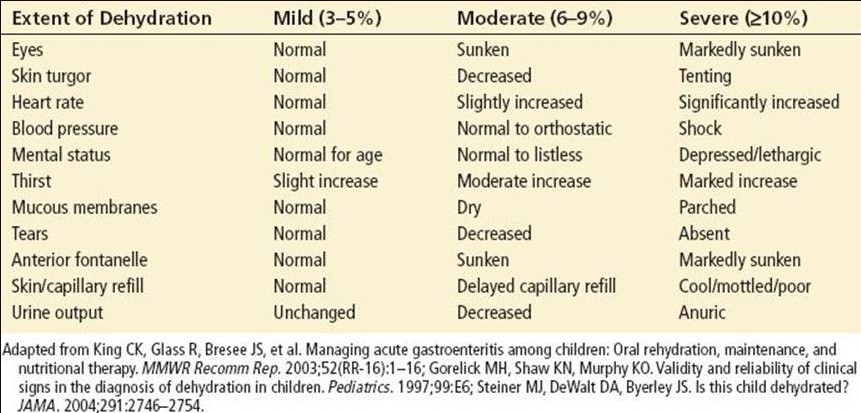 Extent of Dehydration Mild (3–5%) Moderate (6–9%) Severe (≥10%)
Eyes Normal Sunken Markedly sunken
Skin turgor Normal Decreased Tenting
Heart rate Normal Slightly increased Significantly increased
Blood pressure Normal Normal to orthostatic Shock
Mental status Normal for age Normal to listless Depressed/lethargic
Thirst Slight increase Moderate increase Marked increase
Mucous membranes Normal Dry Parched
Tears Normal Decreased Absent
Anterior fontanelle Normal Sunken Markedly sunken
Skin/capillary refill Normal Delayed capillary refill Cool/mottled/poor
Urine output Unchanged Decreased Anuric
Adapted from King CK, Glass R, Bresee JS, et al. Managing acute gastroenteritis among children: Oral rehydration, maintenance, and
nutritional therapy. MMWR Recomm Rep. 2003;52(RR-16):1–16; Gorelick MH, Shaw KN, Murphy KO. Validity and reliability of clinical
signs in the diagnosis of dehydration in children. Pediatrics. 1997;99:E6; Steiner MJ, DeWalt DA, Byerley JS. Is this child dehydrated?
JAMA. 2004;291:2746–2754.